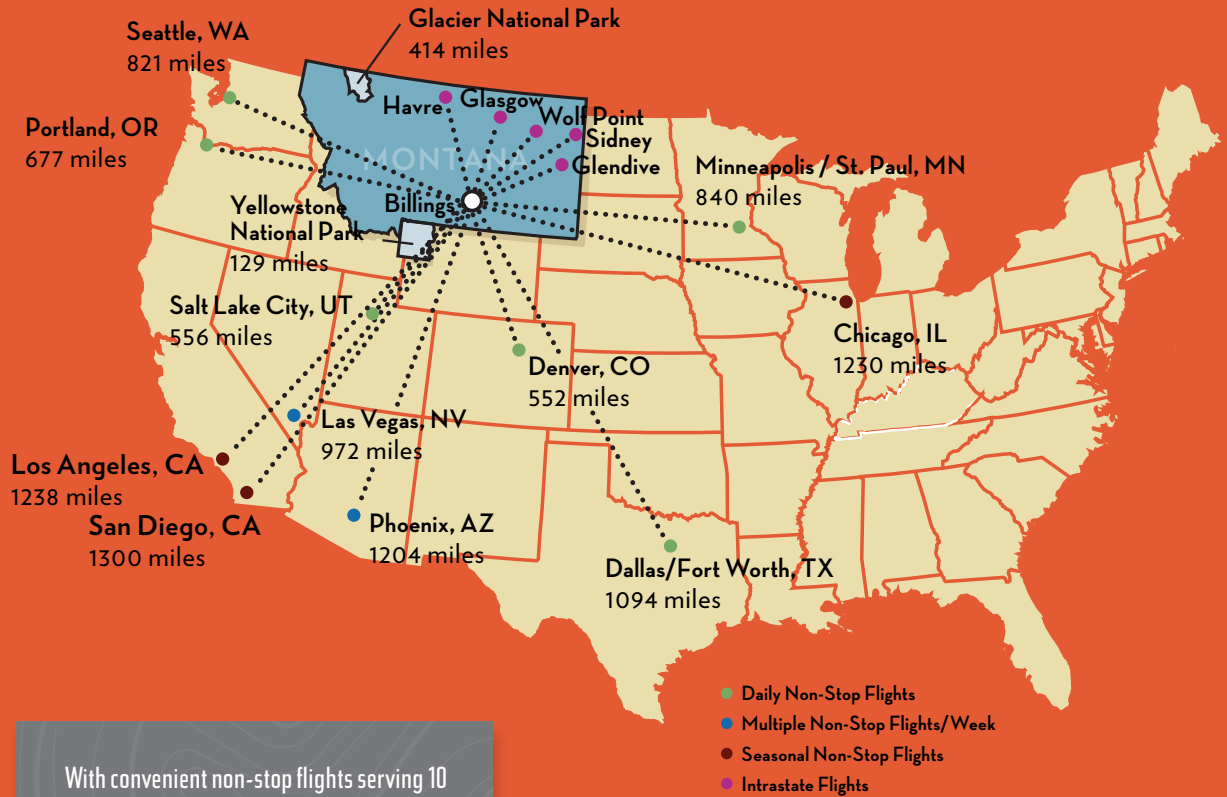 Glacier National Park
414 miles
Seattle, WA
821 miles
Portland, OR
677 miles
Havre
Glasgow
Wolf Point
Sidney
Glendive
MONTANA
Billings
Minneapolis / St. Paul, MN
840 miles
Yellowstone
National Park
129 miles
Salt Lake City, UT
556 miles
Chicago, IL
1230 miles
Denver, CO
552 miles
Las Vegas, NV
972 miles
Los Angeles, CA
1238 miles
San Diego, CA
1300 miles
Phoenix, AZ
1204 miles
Dallas/Fort Worth, TX
1094 miles
Daily Non-Stop Flights
Multiple Non-Stop Flights/Week
Seasonal Non-Stop Flights
Intrastate Flights
With convenient non-stop flights serving 10